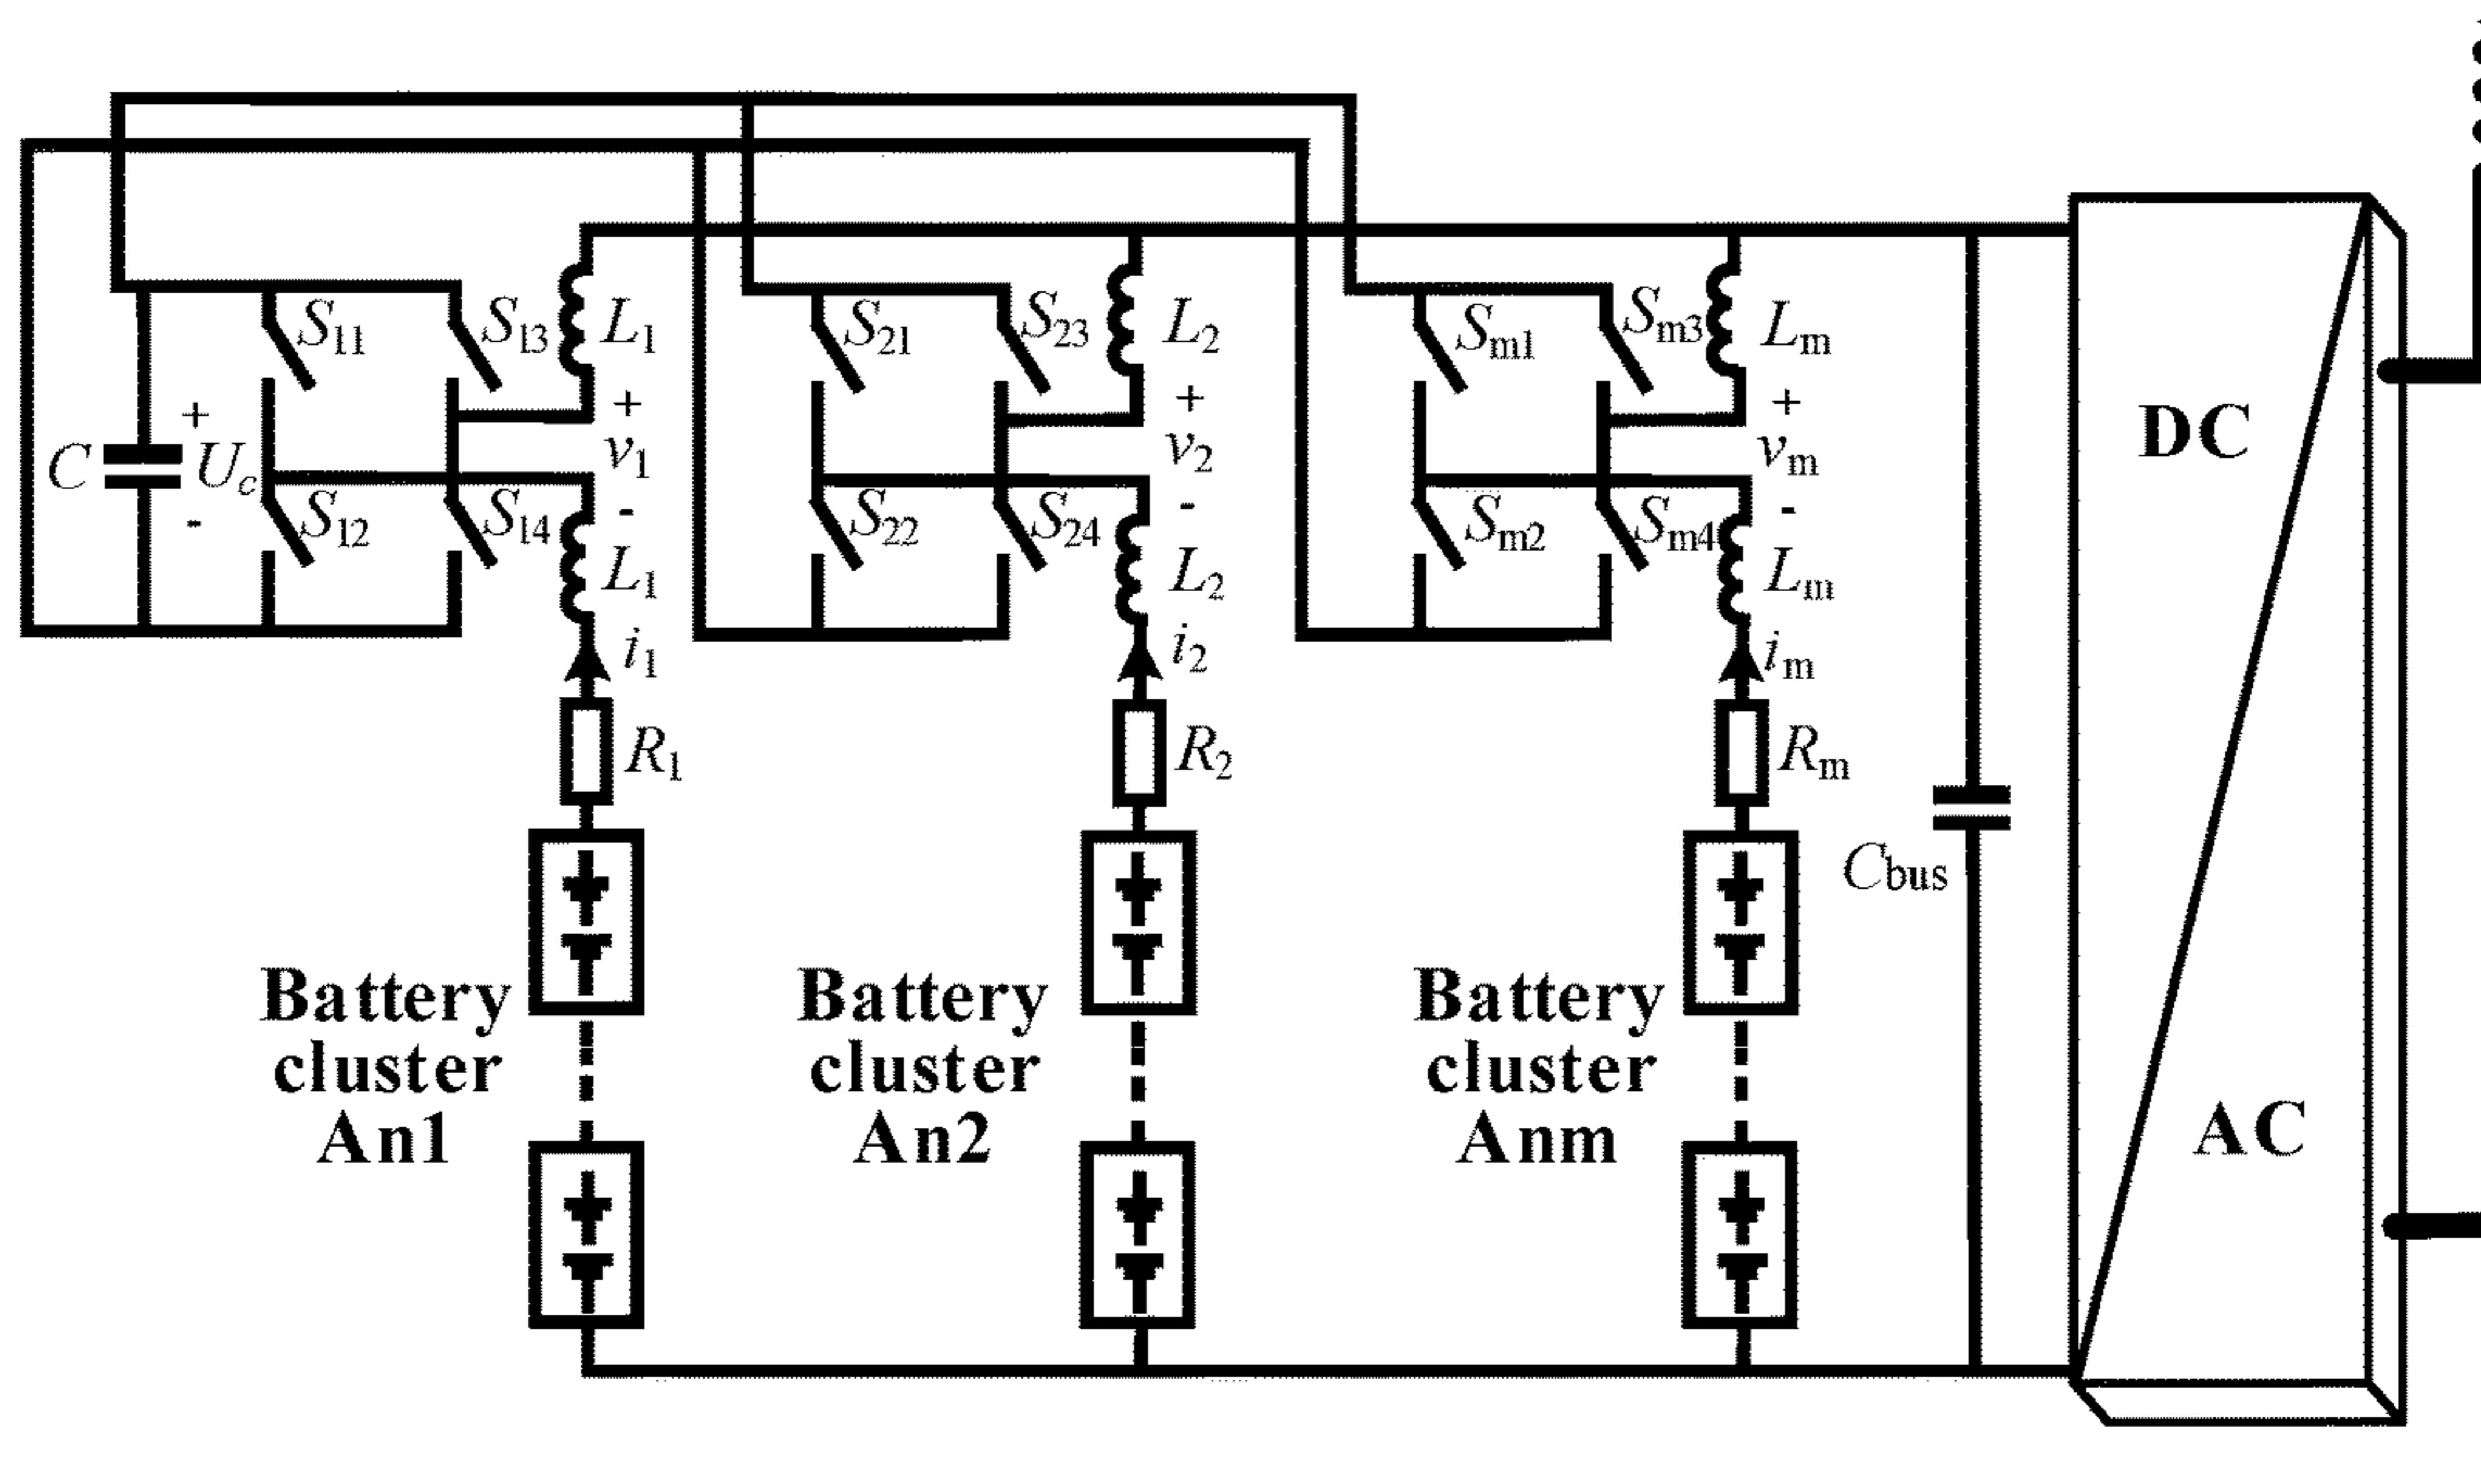 S11
S13
L1
S21
S23
L2
Sm1
Sm3
Lm
+
v1
-
+
v2
-
+
vm
-
DC
C
+
Uc
-
S12
S14
L1
S22
S24
L2
Sm2
Sm4
Lm
i1
i2
im
R1
R2
Rm
Cbus
Battery
cluster
An1
Battery
cluster
An2
Battery
cluster
Anm
AC